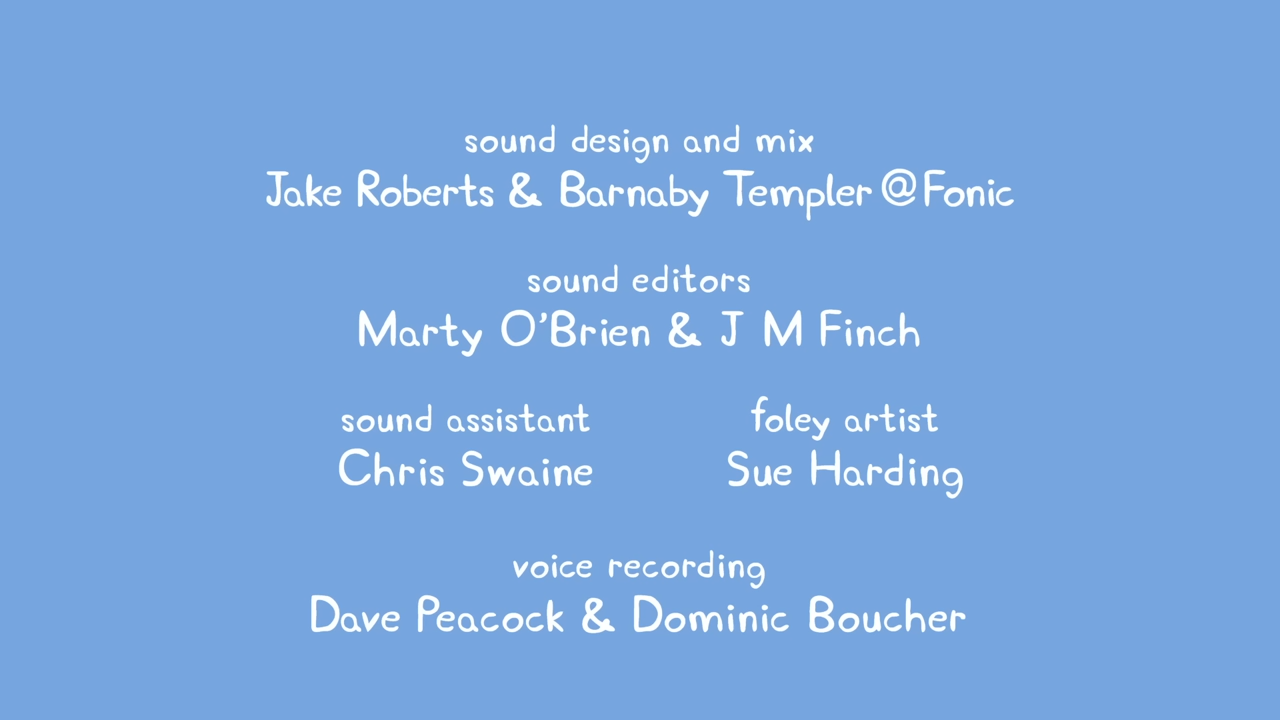 sound design and mix
Jake Roberts & Barnaby Templer @ Fonic
sound editors
Marty O'Brien & J M Finch
sound assistant
Chris Swaine
foley artist
Sue Harding
voice recording
Dave Peacock & Dominic Boucher